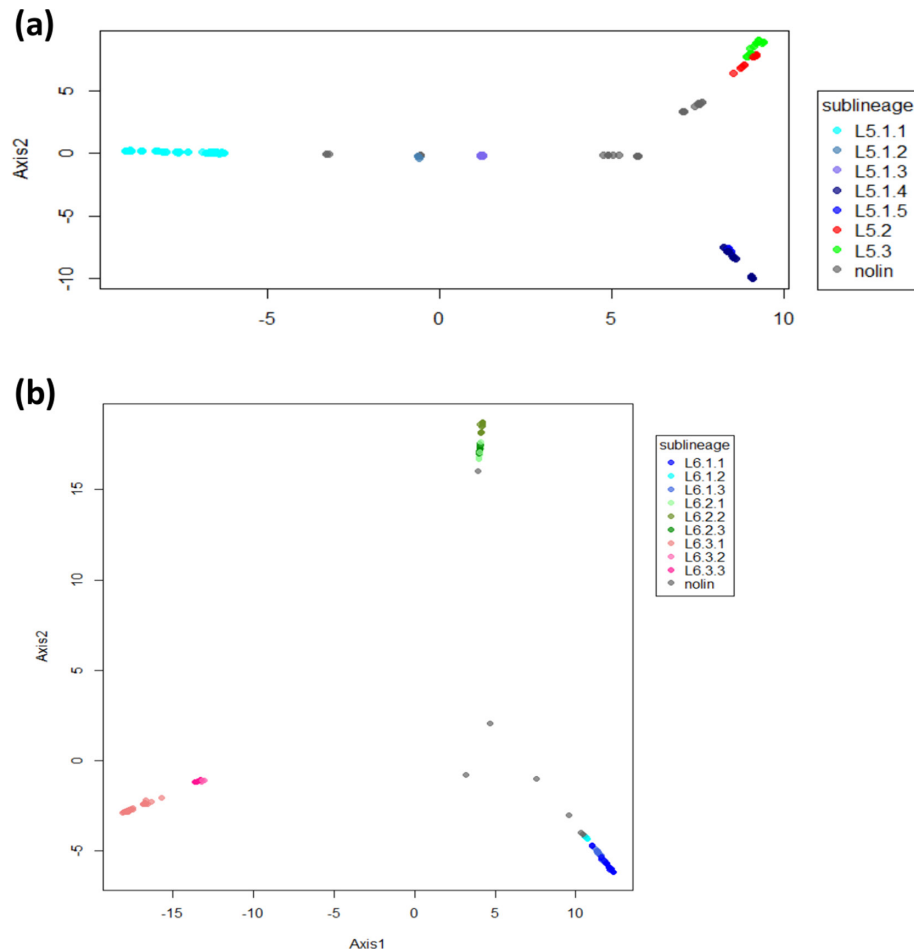 (a)
5
0
-5
-10
Axis2
-5
0
5
10
sublineage
L5.1.1
L5.1.2
L5.1.3
L5.1.4
L5.1.5
L5.2
L5.3
nolin
(b)
15
10
5
0
-5
Axis2
-15
-10
-5
0
5
10
Axis1
sublineage
L6.1.1
L6.1.2
L6.1.3
L6.2.1
L6.2.2
L6.2.3
L6.3.1
L6.3.2
L6.3.3
nolin